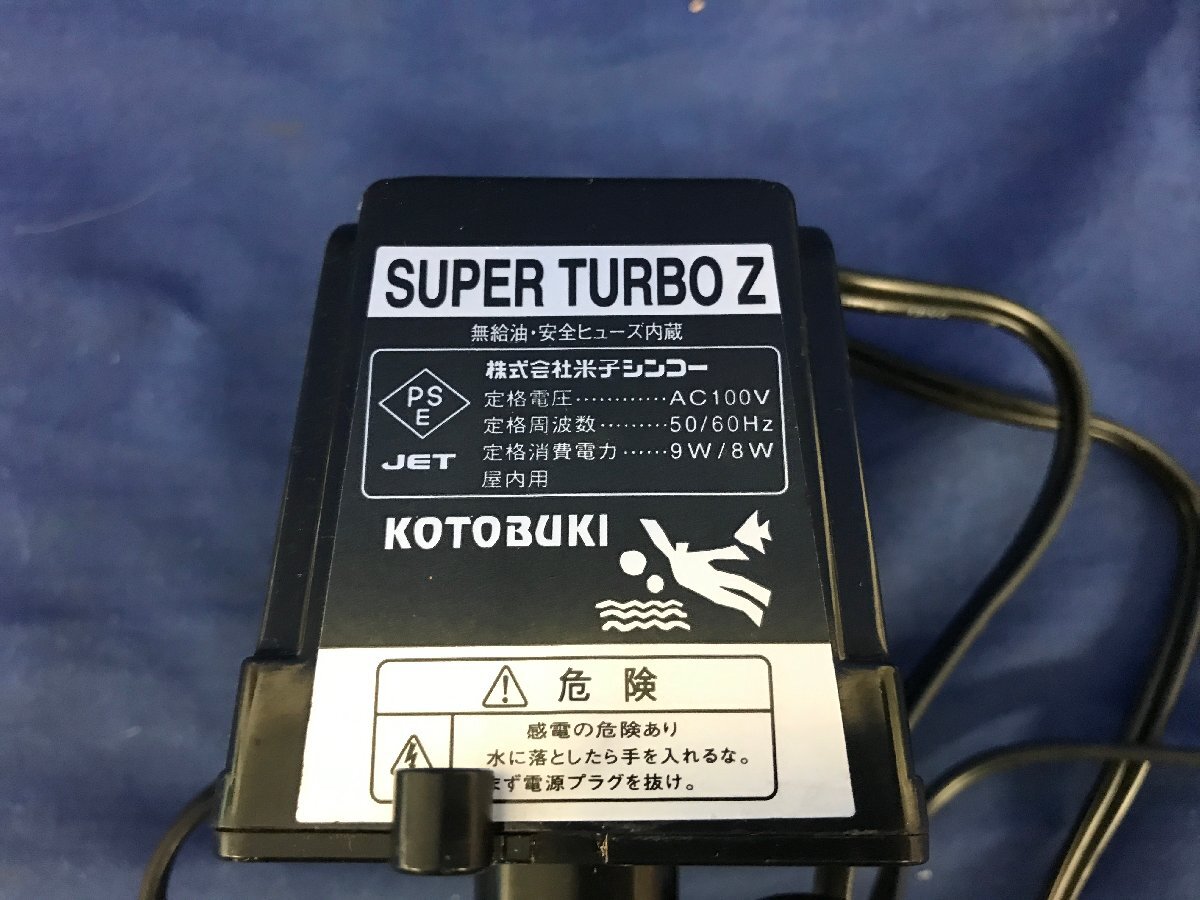 SUPER TURBO Z
無給油・安全ヒューズ内蔵
PS
E
JET
株式会社米子シンコー
定格電圧…………AC100V
定格周波数………50/60Hz
定格消費電力……9W/8W
屋内用
KOTOBUKI
危険
感電の危険あり
水に落としたら手を入れるな。
まず電源プラグを抜け。